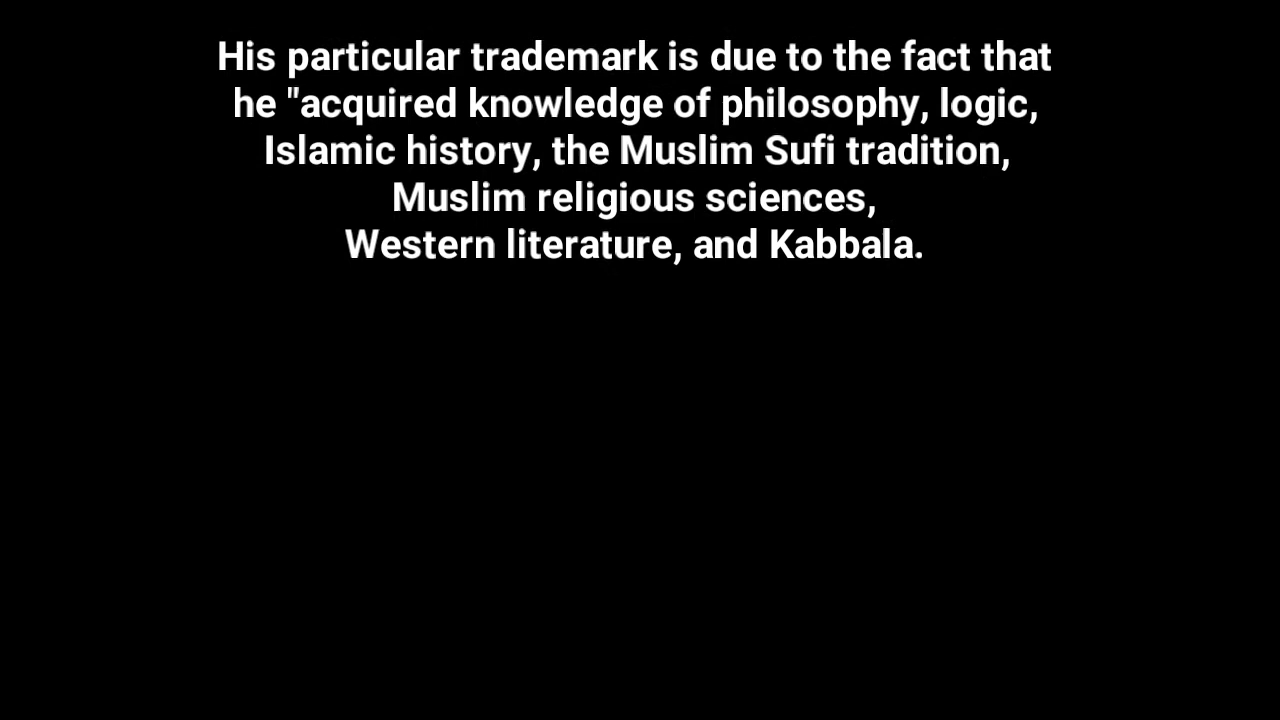 His particular trademark is due to the fact that
he "acquired knowledge of philosophy, logic,
Islamic history, the Muslim Sufi tradition,
Muslim religious sciences,
Western literature, and Kabbala.